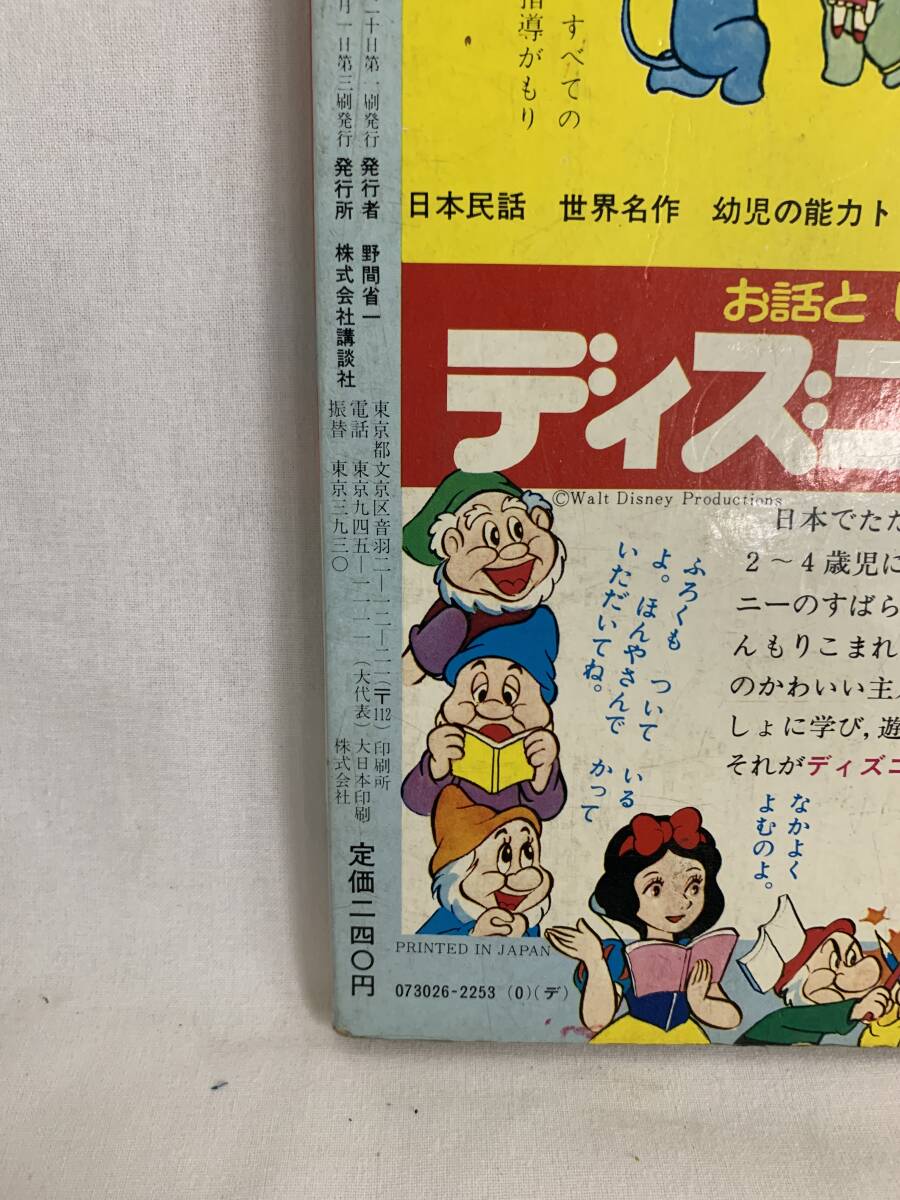 すべての
指導がもり
日本民話 世界名作 幼児の能力ト
お話と
ディズニ
©Walt Disney Productions
日本でただ
2～4歳児に
ニーのすばら
んもりこまれ
のかわいい主
しょに学び,遊
それがディズニ
ふろくも ついて いる
よ。ほんやさんで かって
いただいてね。
なかよく
よむのよ。
二十日第一刷発行 発行者 野間省一
月一日第三刷発行 発行所 株式会社講談社
東京都文京区音羽二―一二―二一(〒112)
電話 東京九四五―一一一一(大代表)
振替 東京三九三〇
印刷所
大日本印刷
株式会社
定価二四〇円
PRINTED IN JAPAN
073026-2253 (0)(デ)